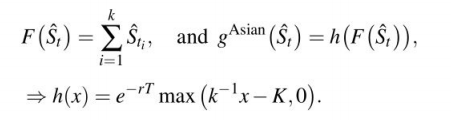 F(Ŝ_t) = ∑_{i=1}^{k} Ŝ_{t_i}, and g^{Asian}(Ŝ_t) = h(F(Ŝ_t)),
⇒ h(x) = e^{−rT} max (k^{−1}x − K, 0).